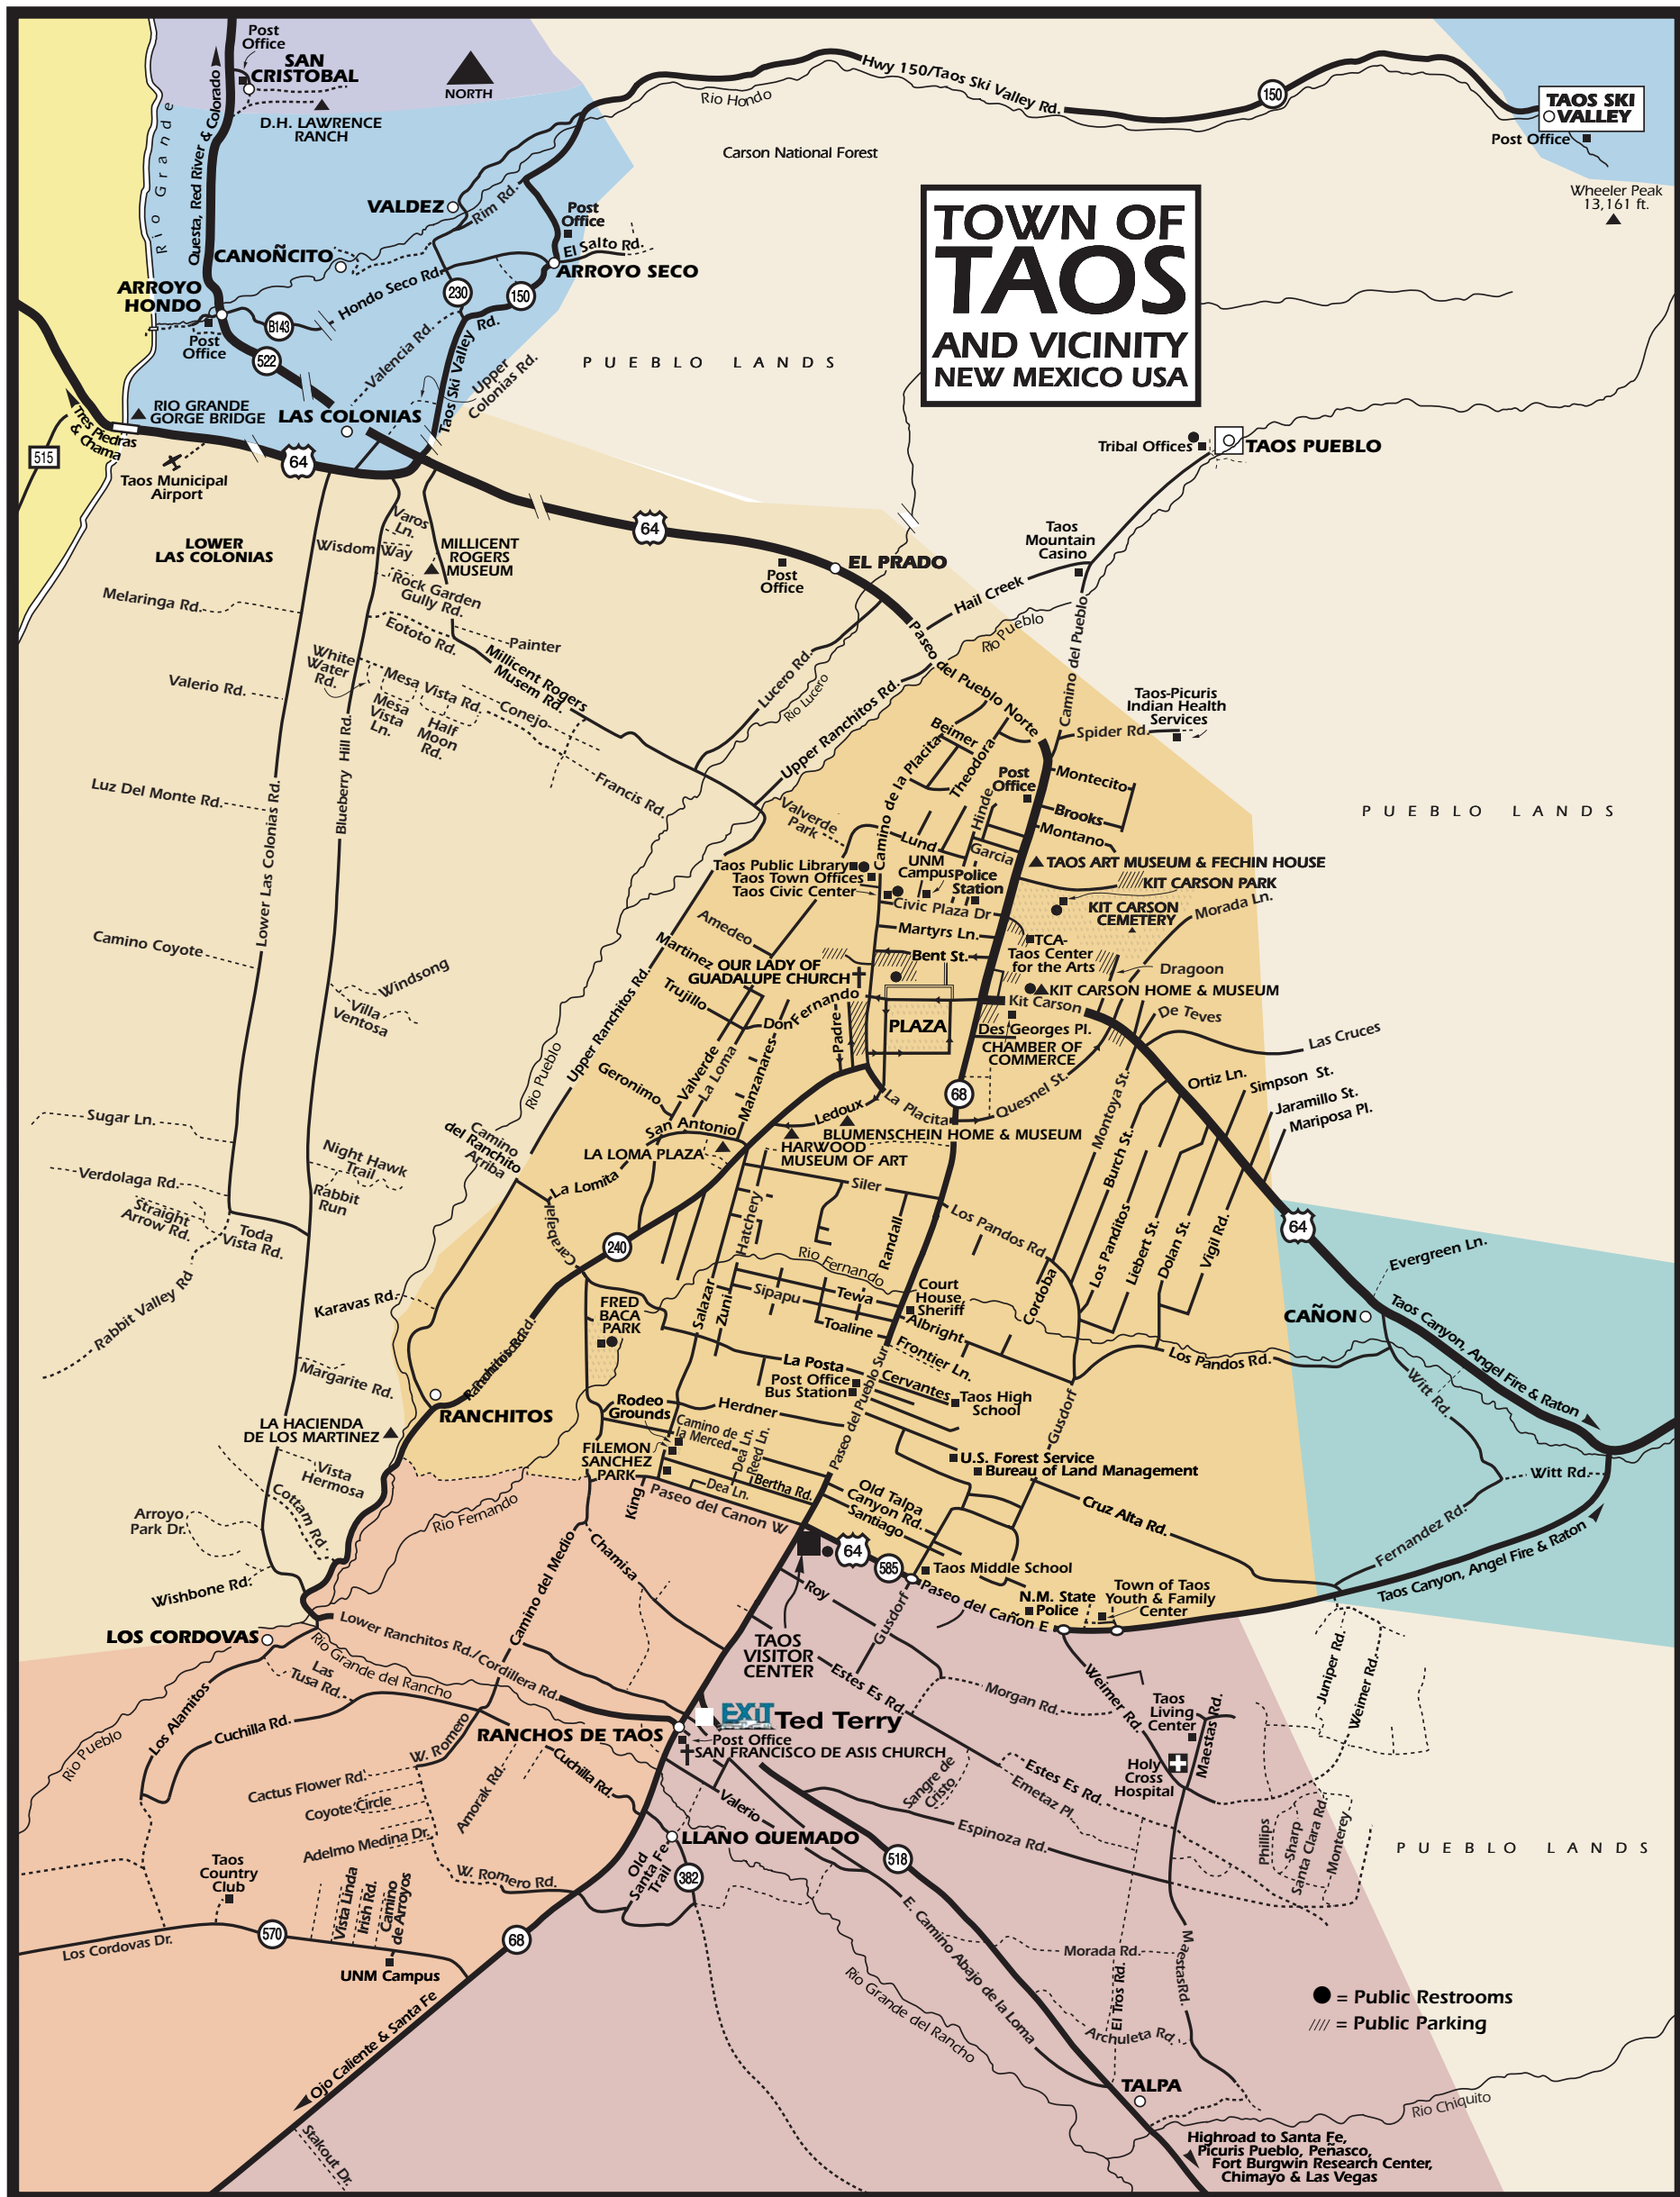 Post
Office
SAN
CRISTOBAL
NORTH
D.H. LAWRENCE
RANCH
Rio Grande
Questa, Red River & Colorado
Hwy 150/Taos Ski Valley Rd.
Rio Hondo
150
TAOS SKI
VALLEY
Post Office
Wheeler Peak
13,161 ft.
Carson National Forest
VALDEZ
Rim Rd.
Post
Office
El Salto Rd.
CANOÑCITO
ARROYO SECO
ARROYO
HONDO
Hondo Seco Rd.
230
150
B143
Post
Office
522
Valencia Rd.
Taos Ski Valley
Rd.
Upper
Colonias Rd.
TOWN OF
TAOS
AND VICINITY
NEW MEXICO USA
PUEBLO LANDS
RIO GRANDE
GORGE BRIDGE
LAS COLONIAS
Tres Piedras
& Chama
515
64
Taos Municipal
Airport
Tribal Offices
TAOS PUEBLO
LOWER
LAS COLONIAS
Varos
Ln.
Wisdom Way
MILLICENT
ROGERS
MUSEUM
Rock Garden
Gully Rd.
64
Post
Office
EL PRADO
Taos
Mountain
Casino
Hail Creek
Rio Pueblo
Camino del Pueblo
Melaringa Rd.
Eototo Rd.
Painter
Millicent Rogers
Musem Rd.
White
Water
Rd.
Mesa Vista Rd.
Mesa
Vista
Ln.
Half
Moon
Rd.
Conejo
Valerio Rd.
Lucero Rd.
Rio Lucero
Paseo del Pueblo Norte
Upper Ranchitos Rd.
Taos-Picuris
Indian Health
Services
Spider Rd.
Beimer
Theodora
Camino de la Placita
Post
Office
Montecito
Hinde
Brooks
Montano
Luz Del Monte Rd.
Francis Rd.
Valverde
Park
Lund
Garcia
PUEBLO LANDS
Lower Las Colonias Rd.
Blueberry Hill Rd.
TAOS ART MUSEUM & FECHIN HOUSE
Taos Public Library
Taos Town Offices
Taos Civic Center
UNM
Campus
Police
Station
KIT CARSON PARK
Civic Plaza Dr
KIT CARSON
CEMETERY
Morada Ln.
Amedeo
Martyrs Ln.
Martinez
OUR LADY OF
GUADALUPE CHURCH
Bent St.
TCA-
Taos Center
for the Arts
Dragoon
Camino Coyote
Windsong
Villa
Ventosa
Trujillo
Don Fernando
KIT CARSON HOME & MUSEUM
Kit Carson
De Teves
Padre
PLAZA
Des Georges Pl.
CHAMBER OF
COMMERCE
Las Cruces
Upper Ranchitos Rd.
Rio Pueblo
Geronimo
Valverde
La Loma
Manzanares
68
Quesnel St.
Montoya St.
Ortiz Ln.
Simpson St.
Jaramillo St.
Mariposa Pl.
Sugar Ln.
Camino
del Ranchito
Arriba
San Antonio
Ledoux
La Placita
BLUMENSCHEIN HOME & MUSEUM
LA LOMA PLAZA
HARWOOD
MUSEUM OF ART
Burch St.
Night Hawk
Trail
Verdolaga Rd.
Rabbit
Run
Straight
Arrow Rd.
Toda
Vista Rd.
La Lomita
Carabajal
Siler
Hatchery
Randall
Los Pandos Rd
Los Panditos
Liebert St.
Dolan St.
Vigil Rd.
64
240
Rio Fernando
Cordoba
Evergreen Ln.
Rabbit Valley Rd
Karavas Rd.
FRED
BACA
PARK
Salazar
Zuni
Sipapu
Tewa
Court
House,
Sheriff
Toaline
Albright
CAÑON
Taos Canyon, Angel Fire & Raton
Ranchitos Rd.
Frontier Ln.
Los Pandos Rd.
Margarite Rd.
La Posta
Post Office
Bus Station
Cervantes
Taos High
School
Witt Rd.
RANCHITOS
Rodeo
Grounds
Herdner
Paseo del Pueblo Sur
Gusdorf
LA HACIENDA
DE LOS MARTINEZ
Camino de
la Merced
Dea Ln.
Reed Ln.
FILEMON
SANCHEZ
PARK
Bertha Rd.
Dea Ln.
U.S. Forest Service
Bureau of Land Management
Witt Rd.
Vista
Hermosa
Cottam Rd.
Arroyo
Park Dr.
Rio Fernando
King
Paseo del Canon W
Old Talpa
Canyon Rd.
Santiago
Cruz Alta Rd.
Fernandez Rd.
Taos Canyon, Angel Fire & Raton
64
585
Taos Middle School
Wishbone Rd.
Camino del Medio
Chamisa
Roy
Gusdorf
Paseo del Cañon E
N.M. State
Police
Town of Taos
Youth & Family
Center
LOS CORDOVAS
Lower Ranchitos Rd./Cordillera Rd.
Rio Grande del Rancho
TAOS
VISITOR
CENTER
Estes Es Rd.
Weimer Rd.
Juniper Rd.
Weimer Rd.
Las
Tusa Rd.
Los Alamitos
Rio Pueblo
Morgan Rd.
Taos
Living
Center
Maestas Rd.
Cuchilla Rd.
W. Romero
RANCHOS DE TAOS
EXIT Ted Terry
Post Office
SAN FRANCISCO DE ASIS CHURCH
Holy
Cross
Hospital
Cactus Flower Rd.
Coyote Circle
Adelmo Medina Dr.
Amorak Rd.
Cuchilla Rd.
Valerio
Sangre de
Cristo
Estes Es Rd.
Ernetaz Pl.
Espinoza Rd.
Phillips
Sharp
Santa Clara Rd.
Monterey
PUEBLO LANDS
LLANO QUEMADO
Taos
Country
Club
W. Romero Rd.
Old
Santa Fe
Trail
382
518
Vista Linda
Irish Rd.
Camino
de Arroyos
570
Los Cordovas Dr.
68
UNM Campus
E. Camino Abajo de la Loma
Morada Rd.
Maestas Rd.
El Tros Rd.
Archuleta Rd.
Rio Grande del Rancho
= Public Restrooms
= Public Parking
Ojo Caliente & Santa Fe
Stakout Dr.
TALPA
Rio Chiquito
Highroad to Santa Fe,
Picuris Pueblo, Peñasco,
Fort Burgwin Research Center,
Chimayo & Las Vegas